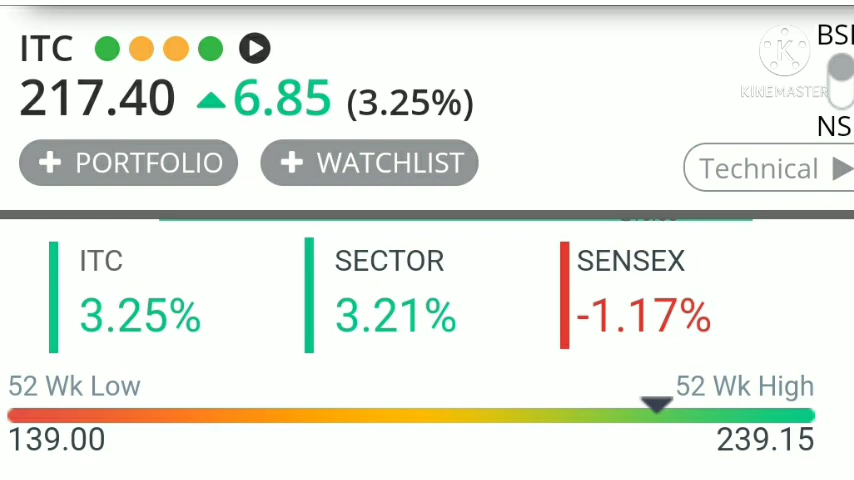 ITC
BSE
217.40 6.85 (3.25%)
KINEMASTER
NS
+ PORTFOLIO + WATCHLIST
Technical
ITC SECTOR SENSEX
3.25% 3.21% -1.17%
52 Wk Low 52 Wk High
139.00 239.15